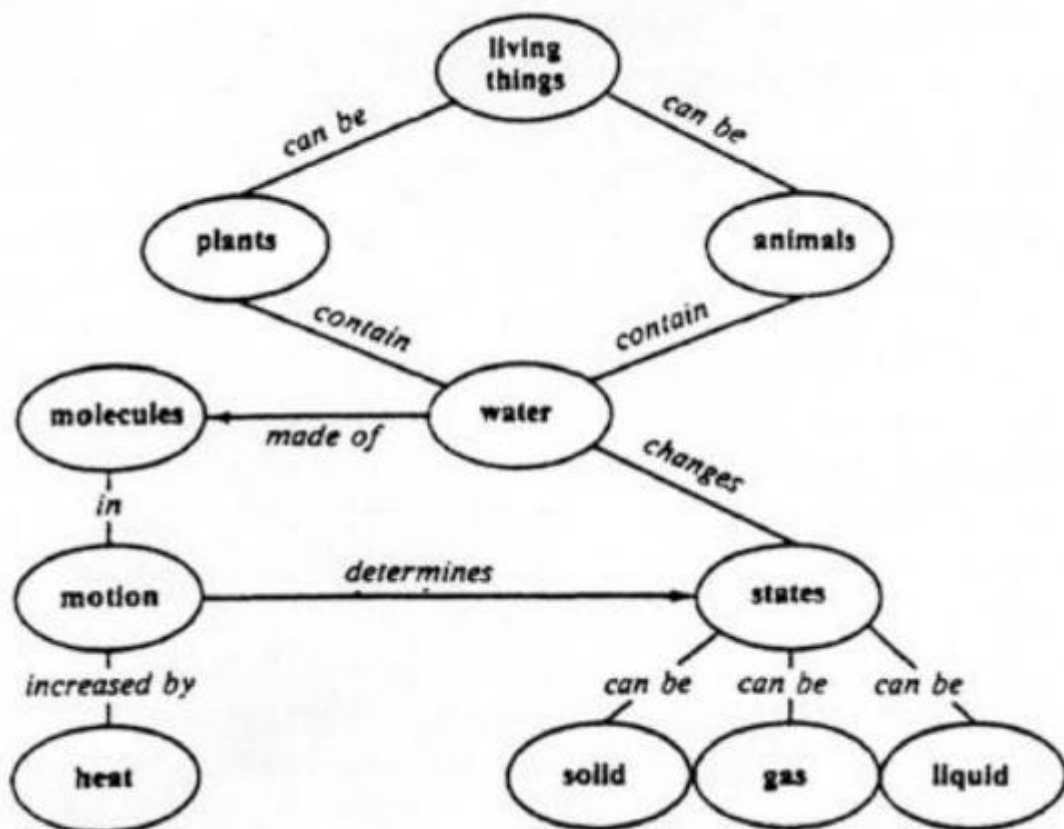 living
things
can be
can be
plants
animals
contain
contain
molecules
water
made of
changes
in
motion
determines
states
increased by
can be
can be
can be
heat
solid
gas
liquid